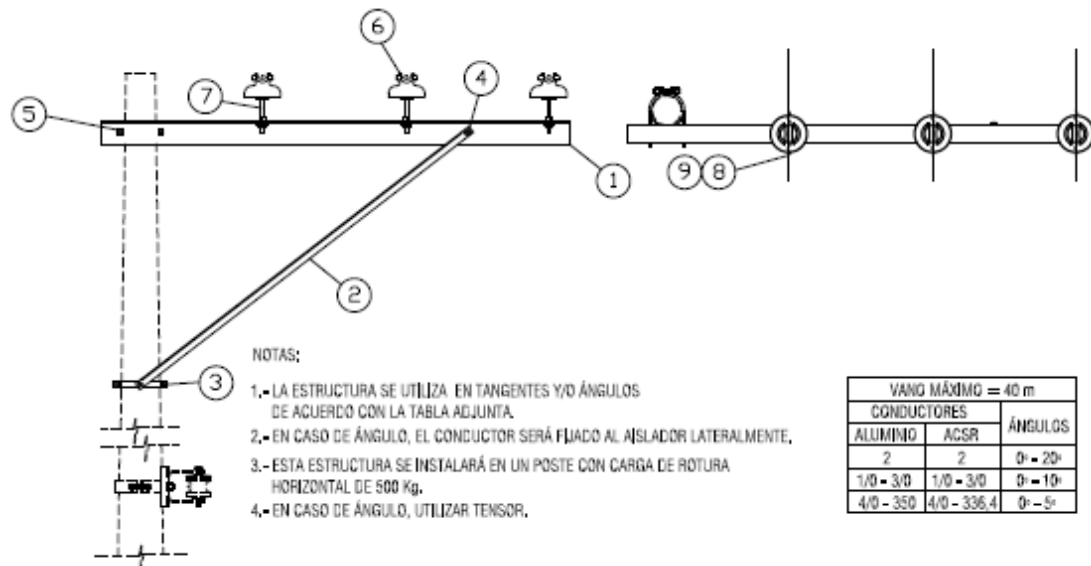 6
4
7
5
1
9 8
2
3
NOTAS:
1.- LA ESTRUCTURA SE UTILIZA EN TANGENTES Y/O ÁNGULOS
DE ACUERDO CON LA TABLA ADJUNTA.
2.- EN CASO DE ÁNGULO, EL CONDUCTOR SERÁ FIJADO AL AISLADOR LATERALMENTE.
3.- ESTA ESTRUCTURA SE INSTALARÁ EN UN POSTE CON CARGA DE ROTURA
HORIZONTAL DE 500 Kg.
4.- EN CASO DE ÁNGULO, UTILIZAR TENSOR.
VANO MÁXIMO = 40 m
CONDUCTORES ÁNGULOS
ALUMINIO ACSR
2 2 0° - 20°
1/0 - 3/0 1/0 - 3/0 0° - 10°
4/0 - 350 4/0 - 336,4 0° - 5°